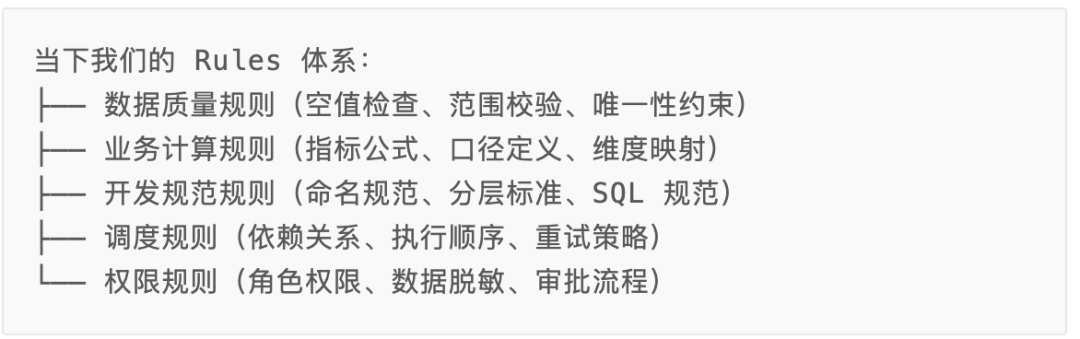 当下我们的 Rules 体系:
├── 数据质量规则（空值检查、范围校验、唯一性约束）
├── 业务计算规则（指标公式、口径定义、维度映射）
├── 开发规范规则（命名规范、分层标准、SQL 规范）
├── 调度规则（依赖关系、执行顺序、重试策略）
└── 权限规则（角色权限、数据脱敏、审批流程）